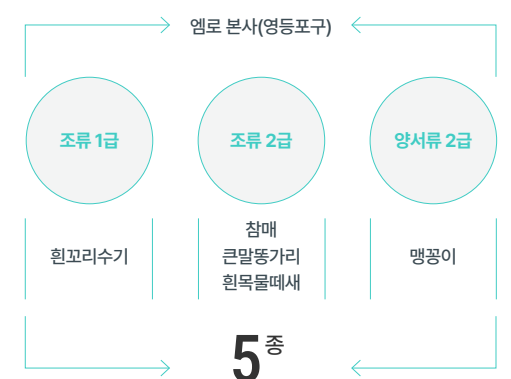 엠로 본사(영등포구)
조류 1급
조류 2급
양서류 2급
흰꼬리수기
참매
큰말똥가리
흰목물떼새
맹꽁이
5종